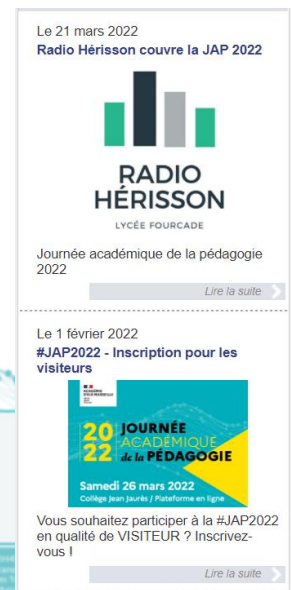 Le 21 mars 2022
Radio Hérisson couvre la JAP 2022
RADIO
HÉRISSON
LYCÉE FOURCADE
Journée académique de la pédagogie
2022
Lire la suite
Le 1 février 2022
#JAP2022 - Inscription pour les
visiteurs
20 JOURNÉE
22 ACADÉMIQUE
de la PÉDAGOGIE
Samedi 26 mars 2022
Collège Jean Jaurès / Plateforme en ligne
Vous souhaitez participer à la #JAP2022
en qualité de VISITEUR ? Inscrivez-
vous !
Lire la suite